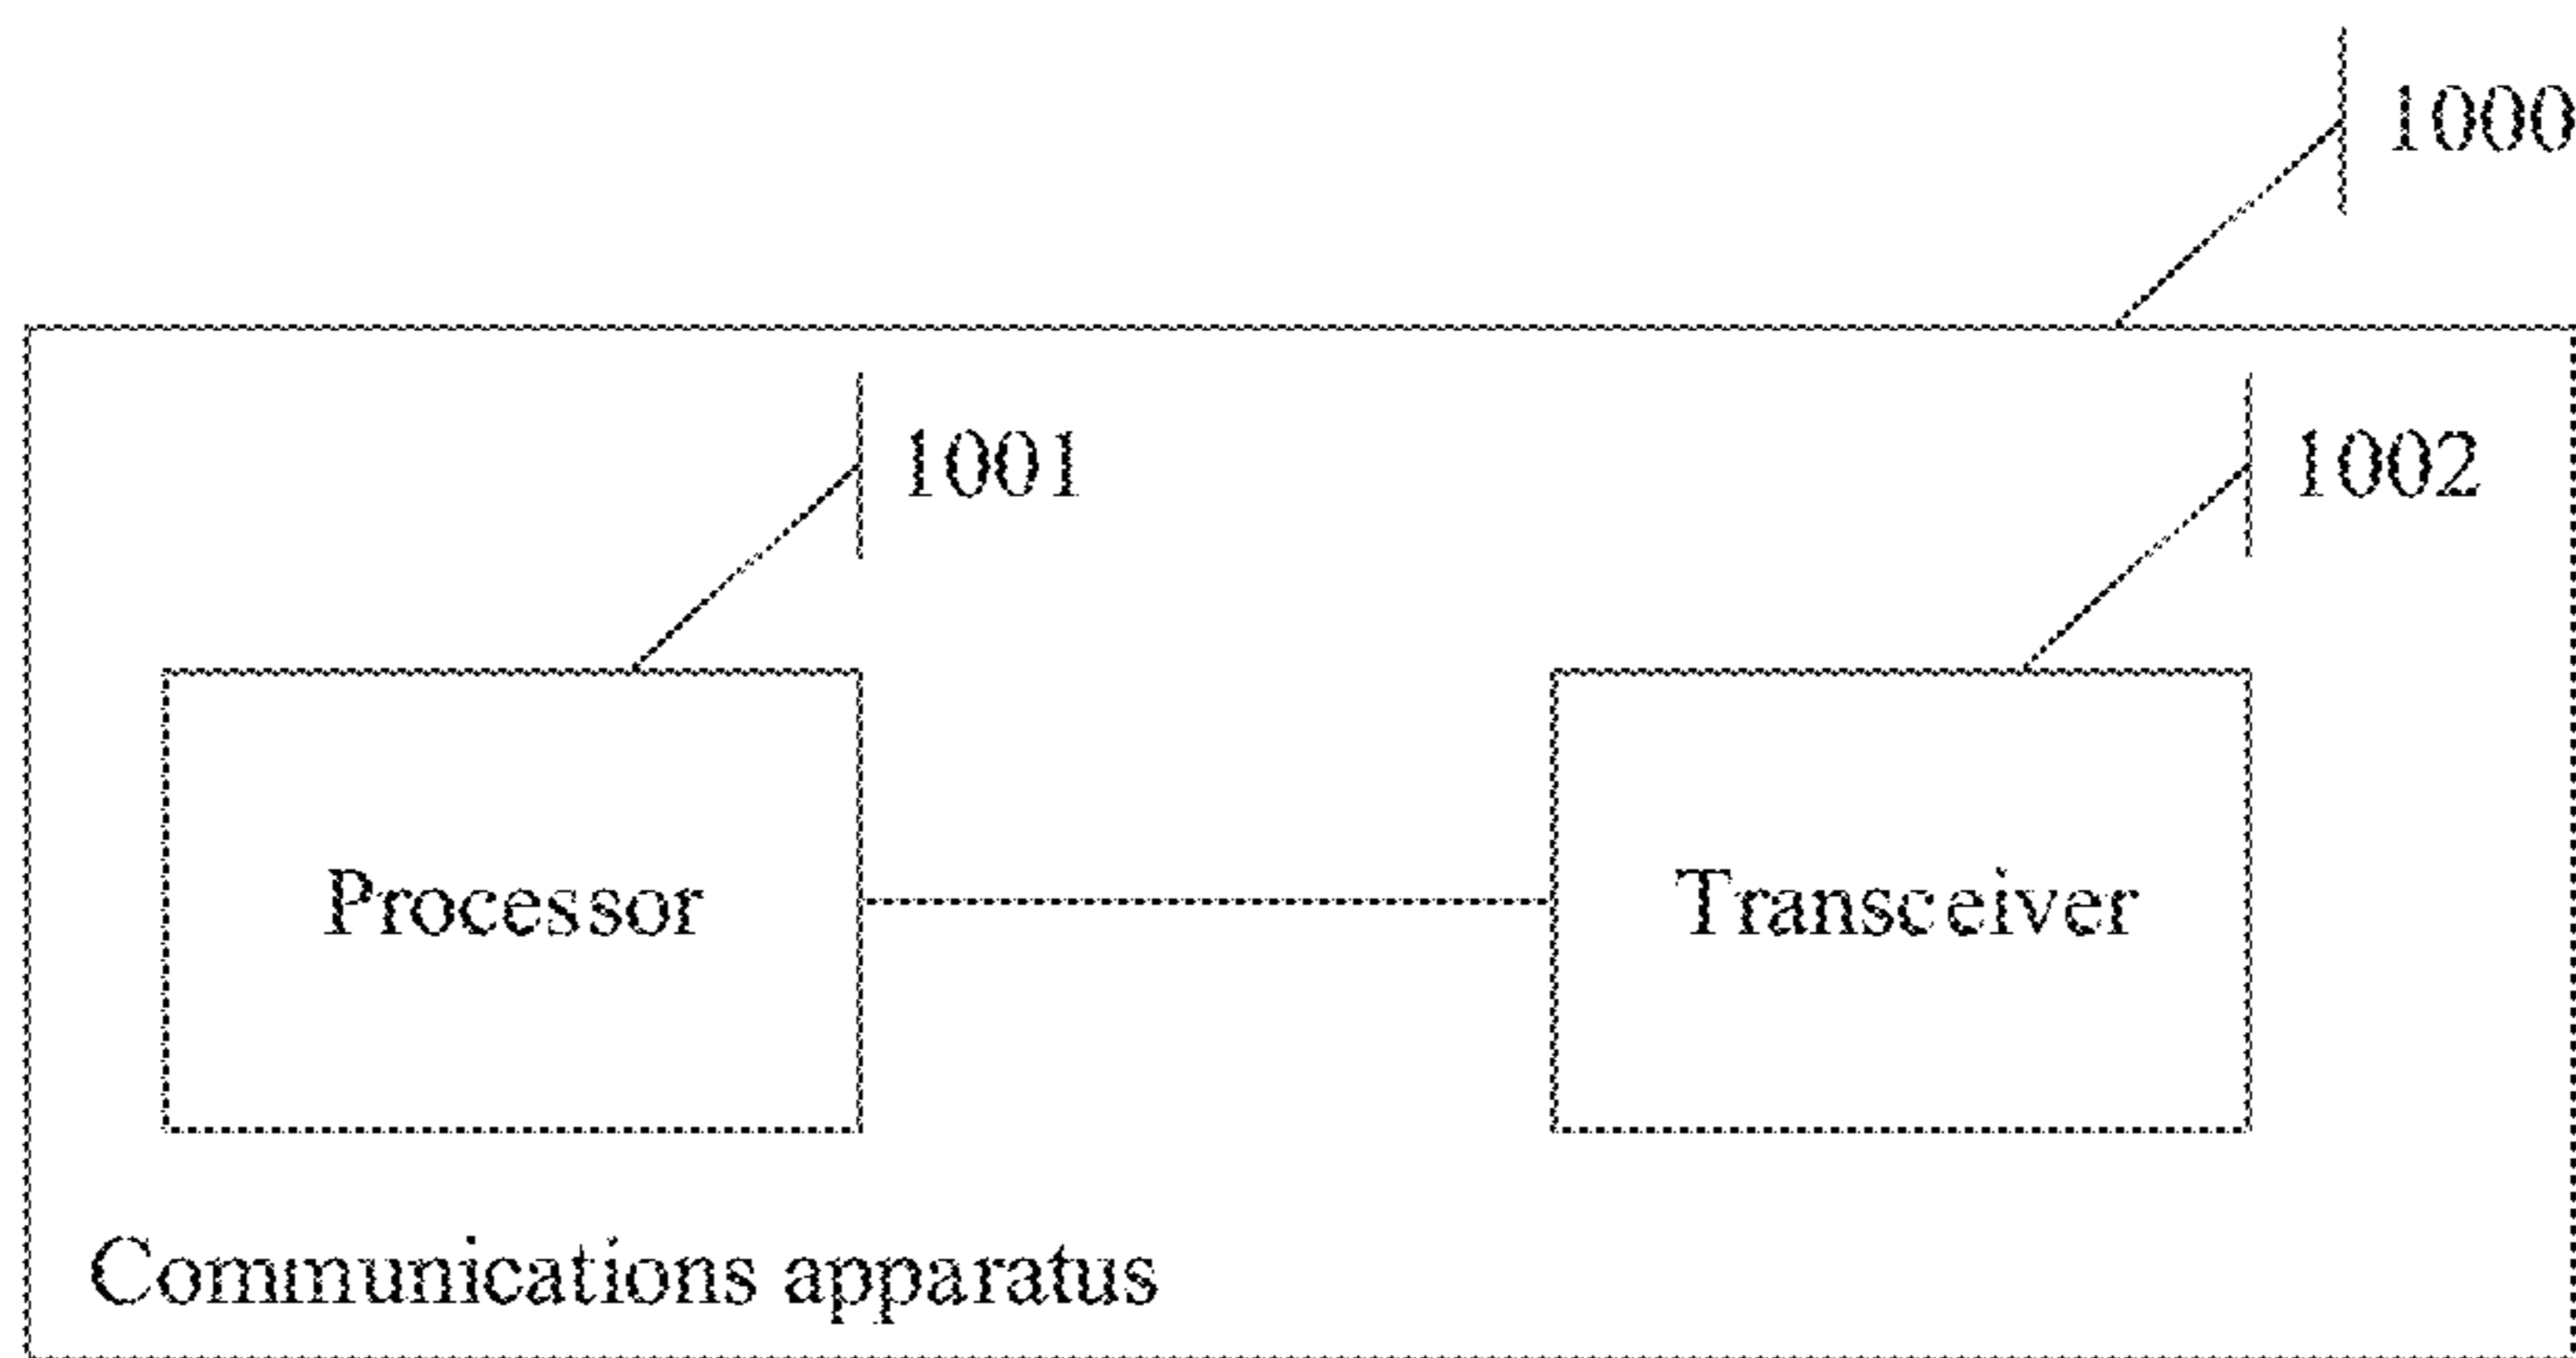 1000
1001
1002
Processor
Transceiver
Communications apparatus